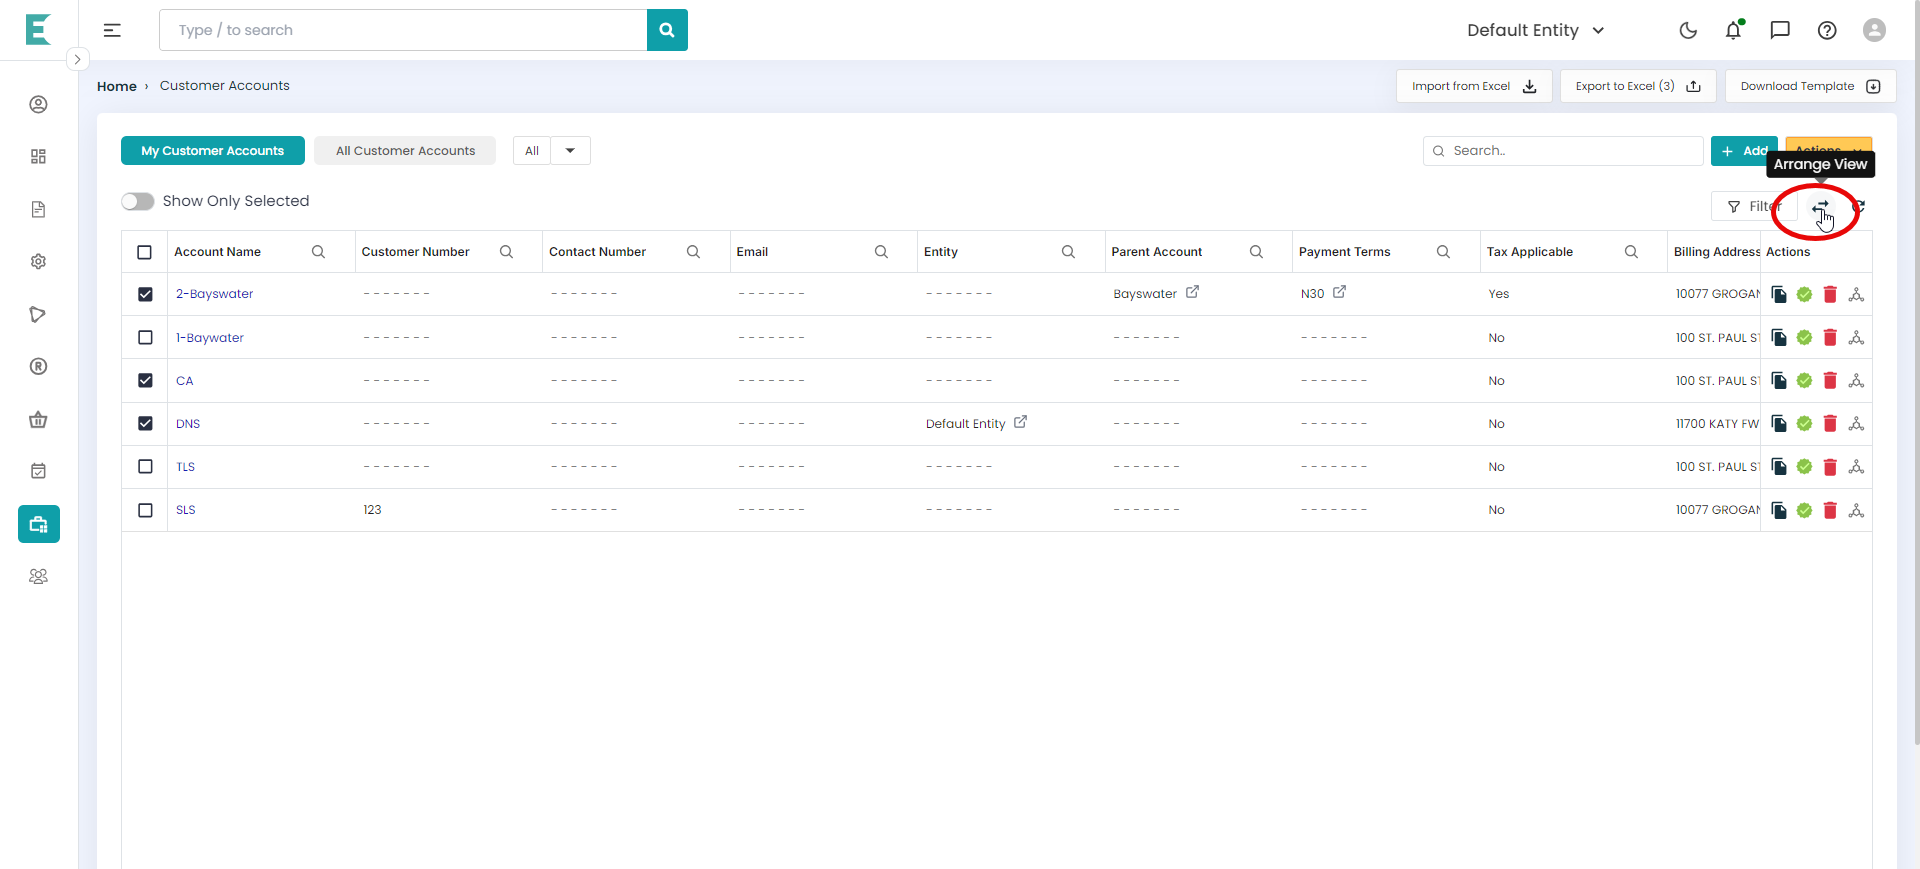 Type / to search
Default Entity
Home › Customer Accounts
Import from Excel
Export to Excel (3)
Download Template
My Customer Accounts
All Customer Accounts
All
Search..
+ Add
Actions
Arrange View
Show Only Selected
Filter
Account Name Customer Number Contact Number Email Entity Parent Account Payment Terms Tax Applicable Billing Address Actions
2-Bayswater ------- ------- ------- ------- Bayswater N30 Yes 10077 GROGAN
1-Baywater ------- ------- ------- ------- ------- ------- No 100 ST. PAUL ST
CA ------- ------- ------- ------- ------- ------- No 100 ST. PAUL ST
DNS ------- ------- ------- Default Entity ------- ------- No 11700 KATY FW
TLS ------- ------- ------- ------- ------- ------- No 100 ST. PAUL ST
SLS 123 ------- ------- ------- ------- ------- No 10077 GROGAN